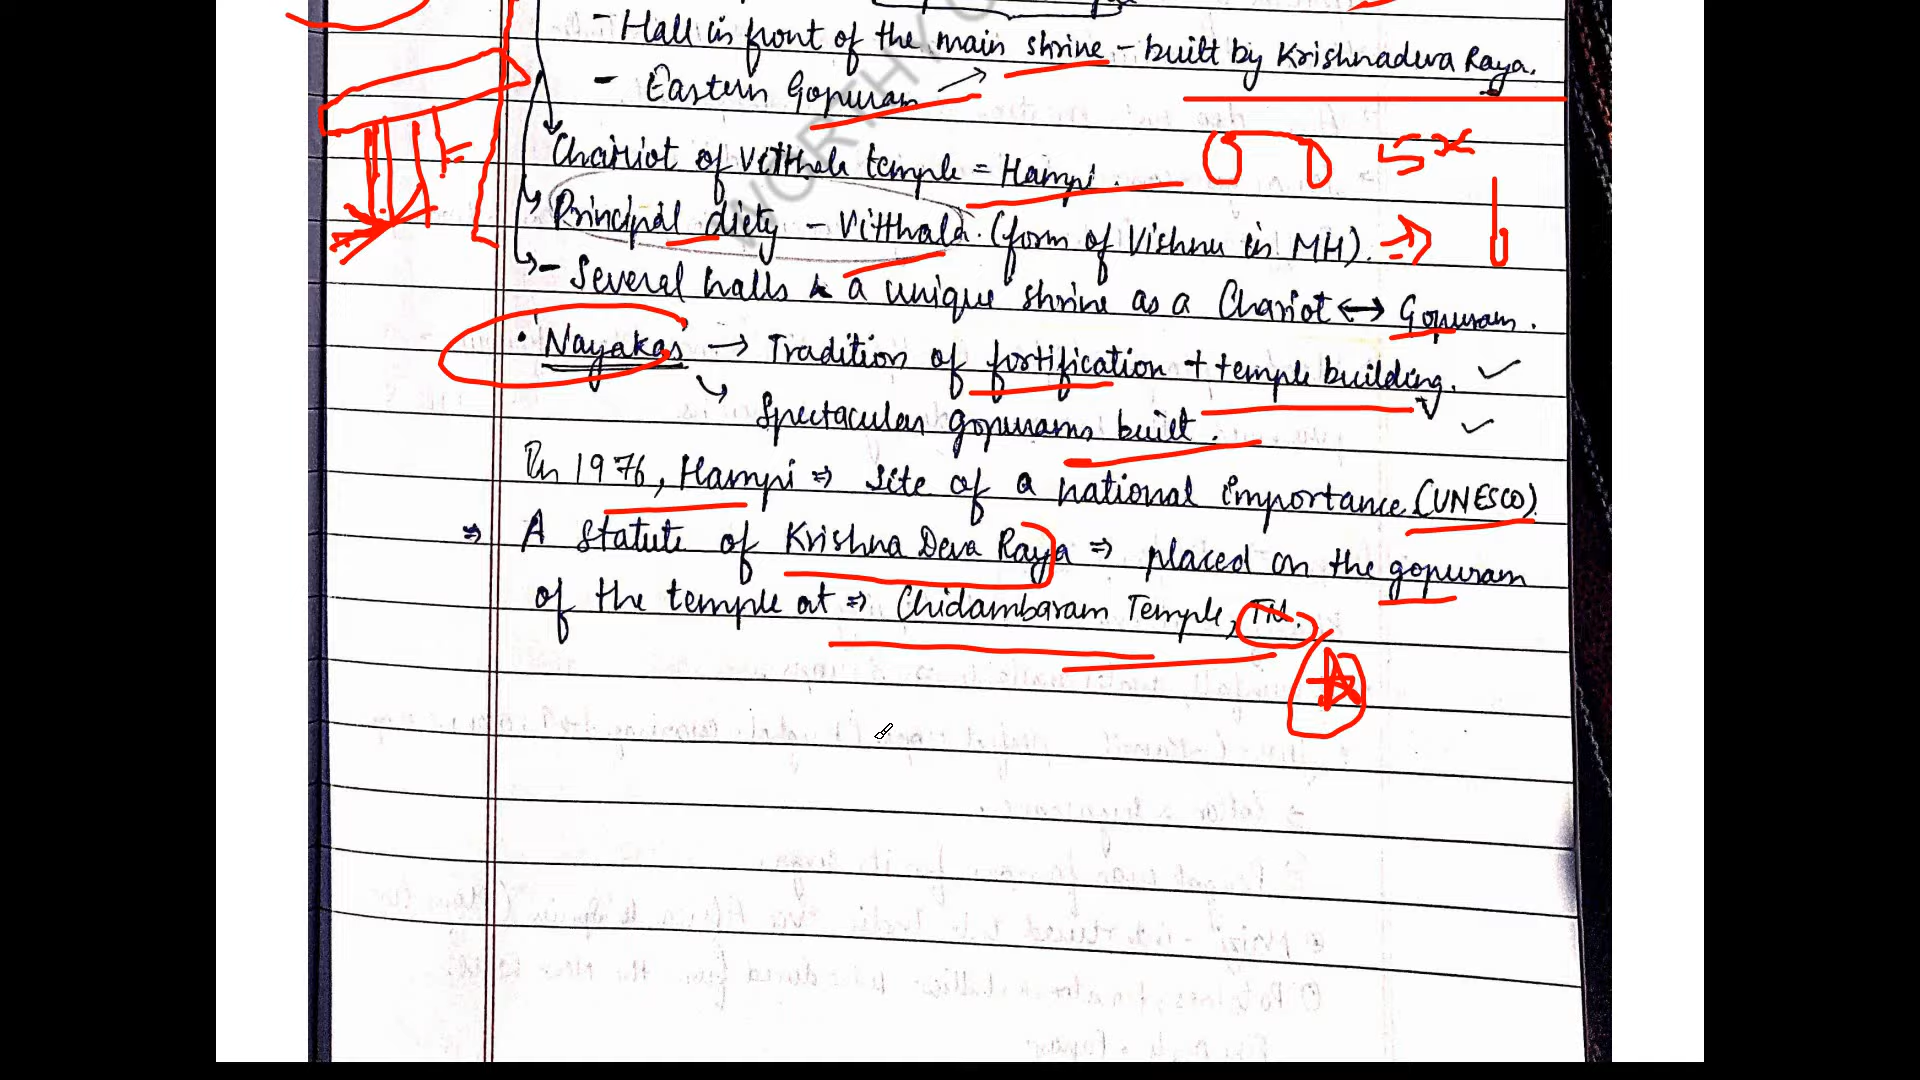 - Hall in front of the main shrine - built by Krishnadeva Raya.
- Eastern Gopuram →
Chariot of Vitthala temple = Hampi.
Principal diety - Vitthala. (form of Vishnu in MH).
- Several halls & a unique shrine as a Chariot ↔ Gopuram.
• 'Nayakas' → Tradition of fortification + temple building.
Spectacular gopurams built.
In 1976, Hampi ⇒ site of a national importance (UNESCO).
⇒ A statute of Krishna Deva Raya ⇒ placed on the gopuram
of the temple at ⇒ Chidambaram Temple, TN.
WORTHY